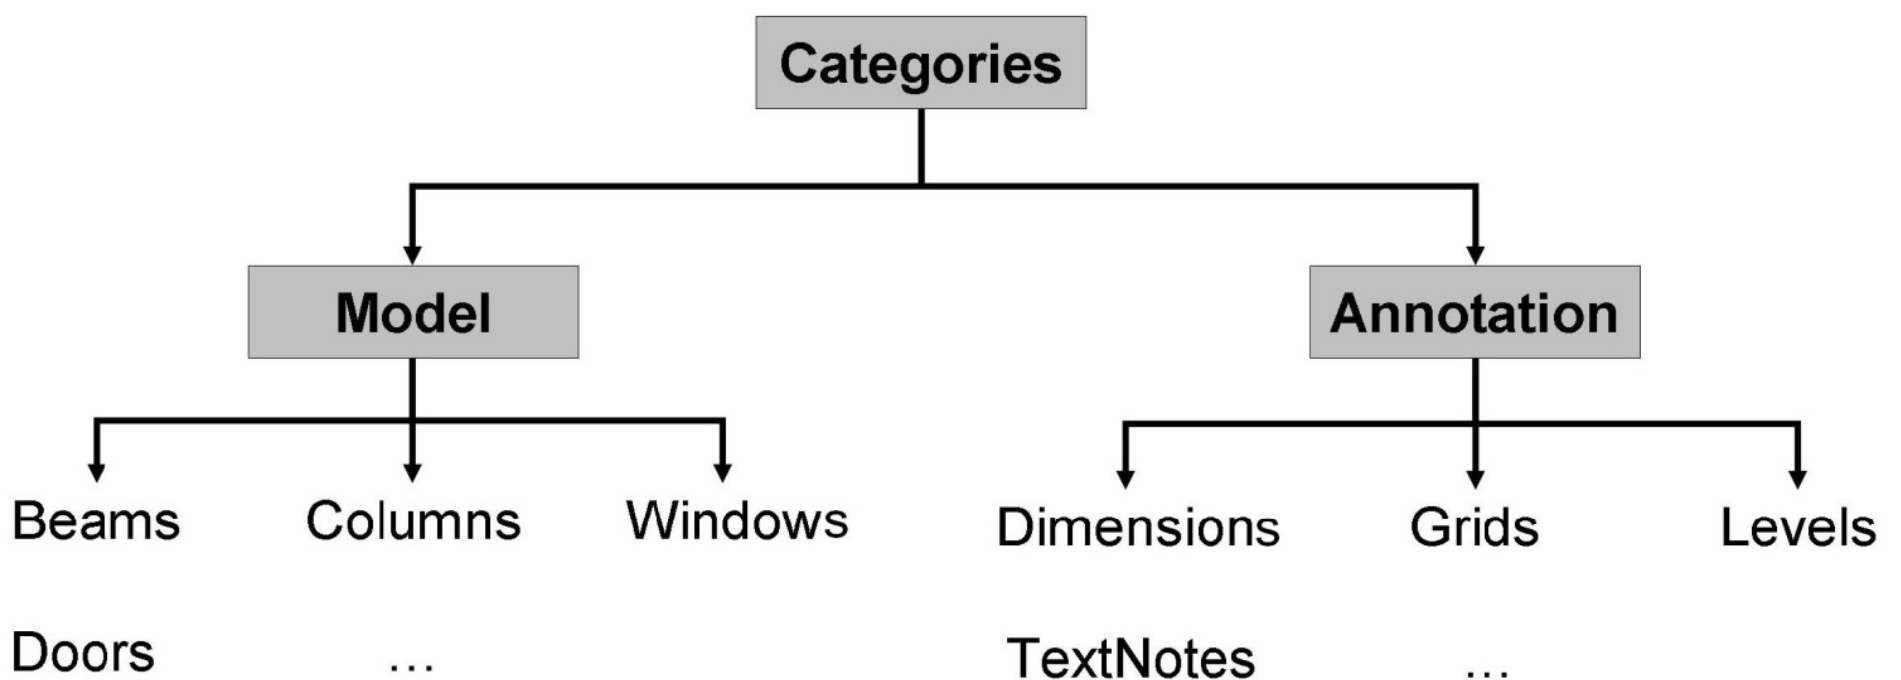 Categories
Model
Annotation
Beams
Columns
Windows
Dimensions
Grids
Levels
Doors
...
TextNotes
...